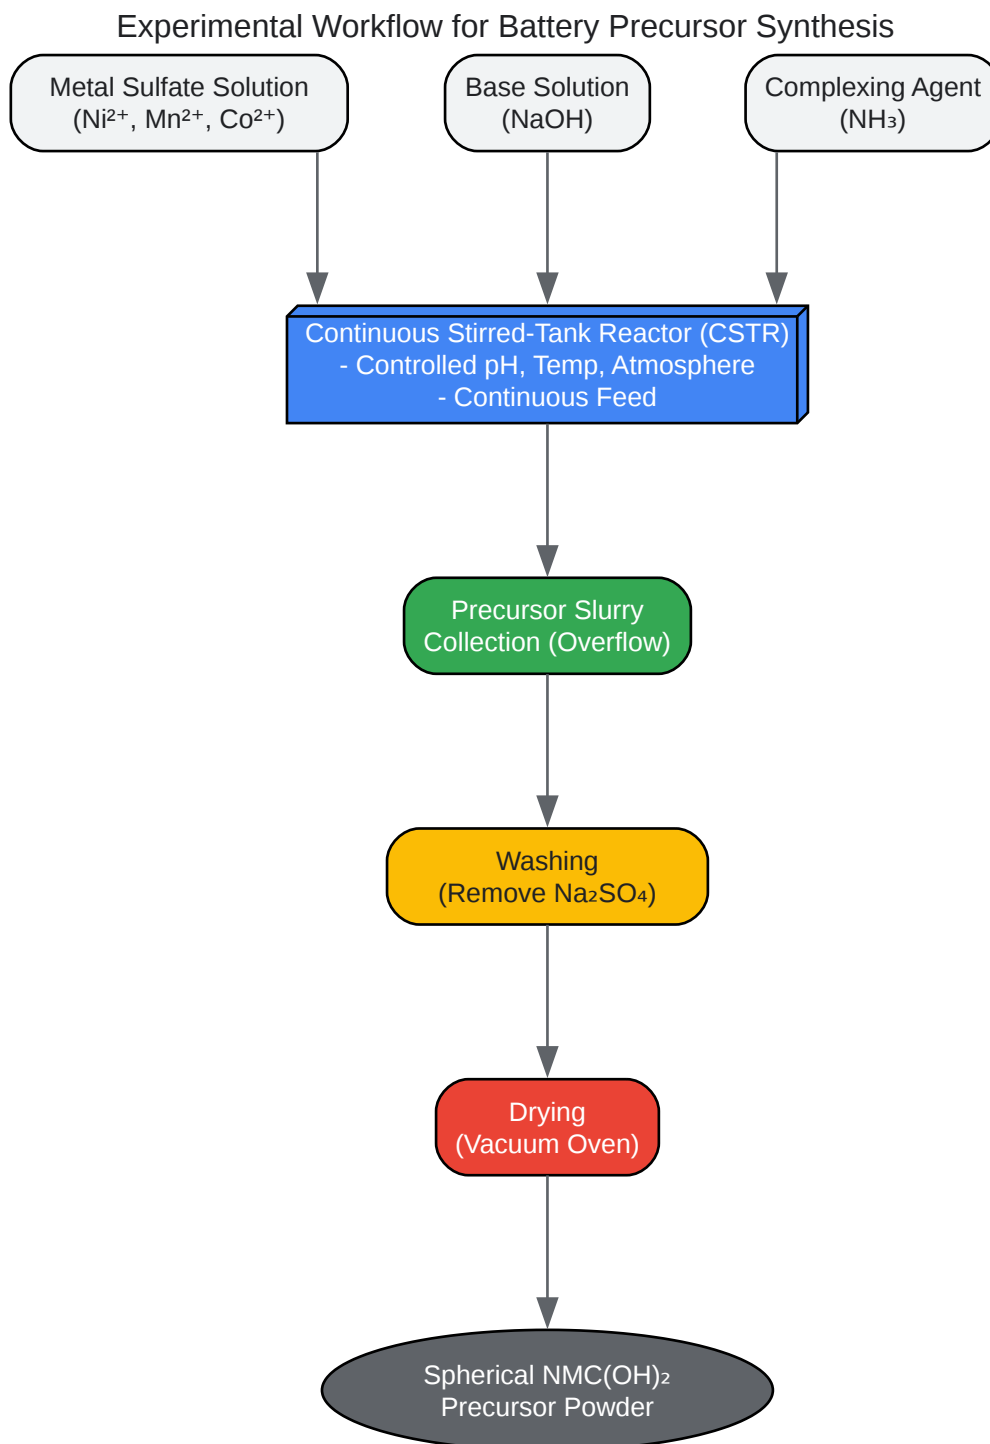 Experimental Workflow for Battery Precursor Synthesis
Metal Sulfate Solution
(Ni²⁺, Mn²⁺, Co²⁺)
Base Solution
(NaOH)
Complexing Agent
(NH₃)
Continuous Stirred-Tank Reactor (CSTR)
- Controlled pH, Temp, Atmosphere
- Continuous Feed
Precursor Slurry
Collection (Overflow)
Washing
(Remove Na₂SO₄)
Drying
(Vacuum Oven)
Spherical NMC(OH)₂
Precursor Powder